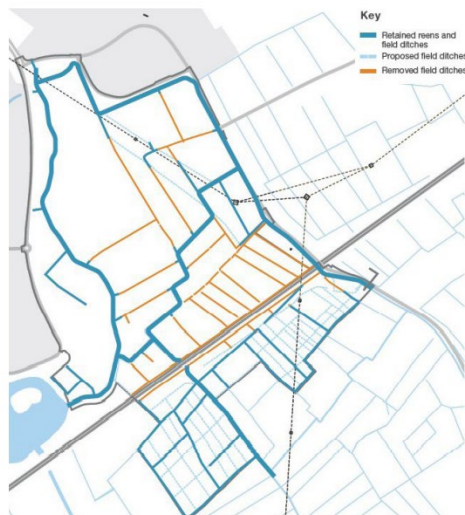 Key
Retained reens and
field ditches
Proposed field ditches
Removed field ditches